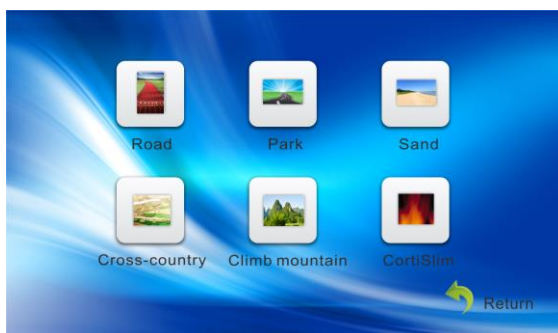 Road
Park
Sand
Cross-country
Climb mountain
CortiSlim
Return